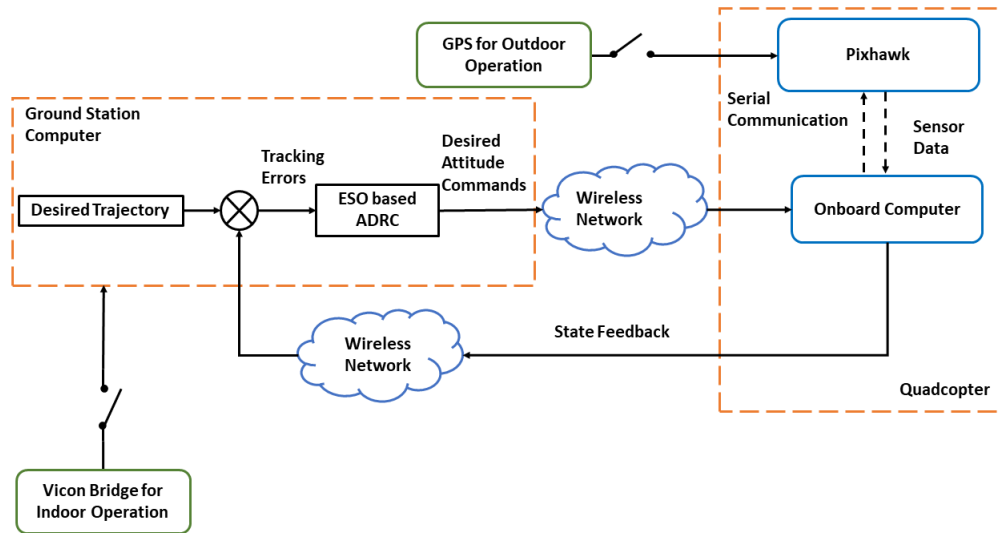 GPS for Outdoor
Operation
Pixhawk
Ground Station
Computer
Serial
Communication
Sensor
Data
Tracking
Errors
Desired
Attitude
Commands
Desired Trajectory
ESO based
ADRC
Wireless
Network
Onboard Computer
State Feedback
Wireless
Network
Quadcopter
Vicon Bridge for
Indoor Operation